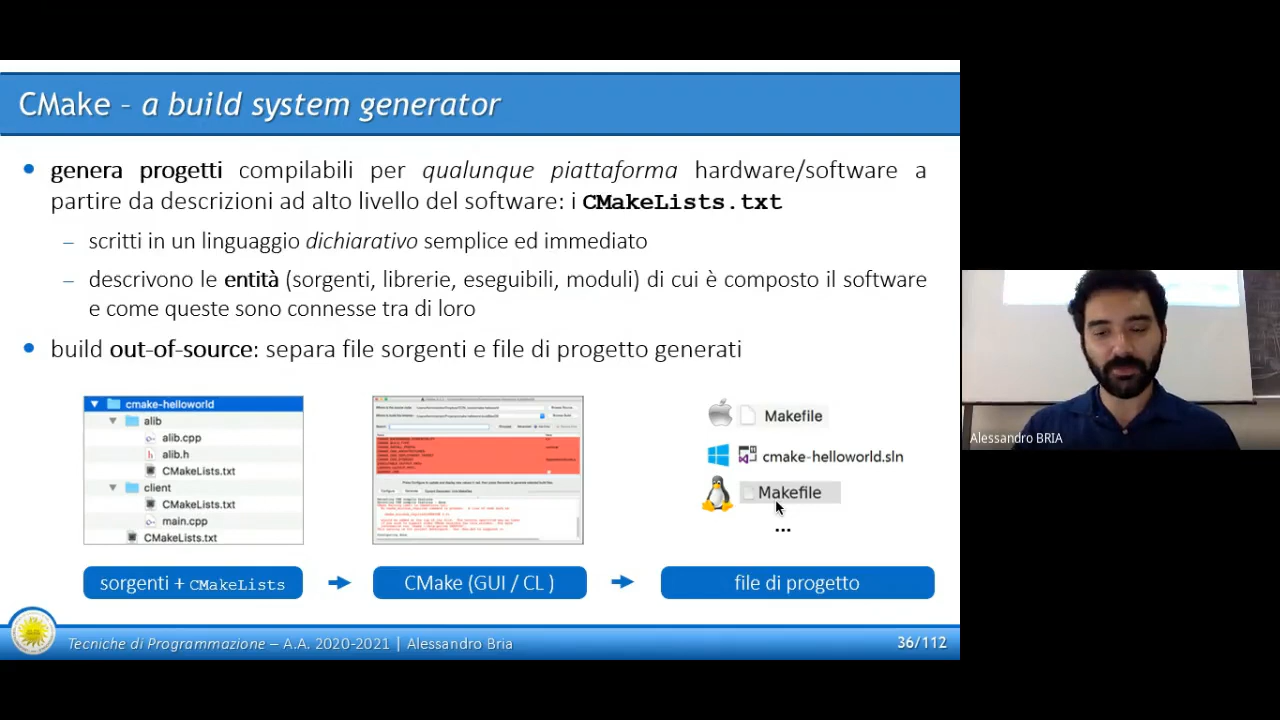 CMake – a build system generator
genera progetti compilabili per qualunque piattaforma hardware/software a
partire da descrizioni ad alto livello del software: i CMakeLists.txt
– scritti in un linguaggio dichiarativo semplice ed immediato
– descrivono le entità (sorgenti, librerie, eseguibili, moduli) di cui è composto il software
e come queste sono connesse tra di loro
build out-of-source: separa file sorgenti e file di progetto generati
cmake-helloworld
alib
alib.cpp
alib.h
CMakeLists.txt
client
CMakeLists.txt
main.cpp
CMakeLists.txt
Makefile
cmake-helloworld.sln
Makefile
...
sorgenti + CMakeLists
CMake (GUI / CL )
file di progetto
Tecniche di Programmazione – A.A. 2020-2021 | Alessandro Bria
36/112
Alessandro BRIA